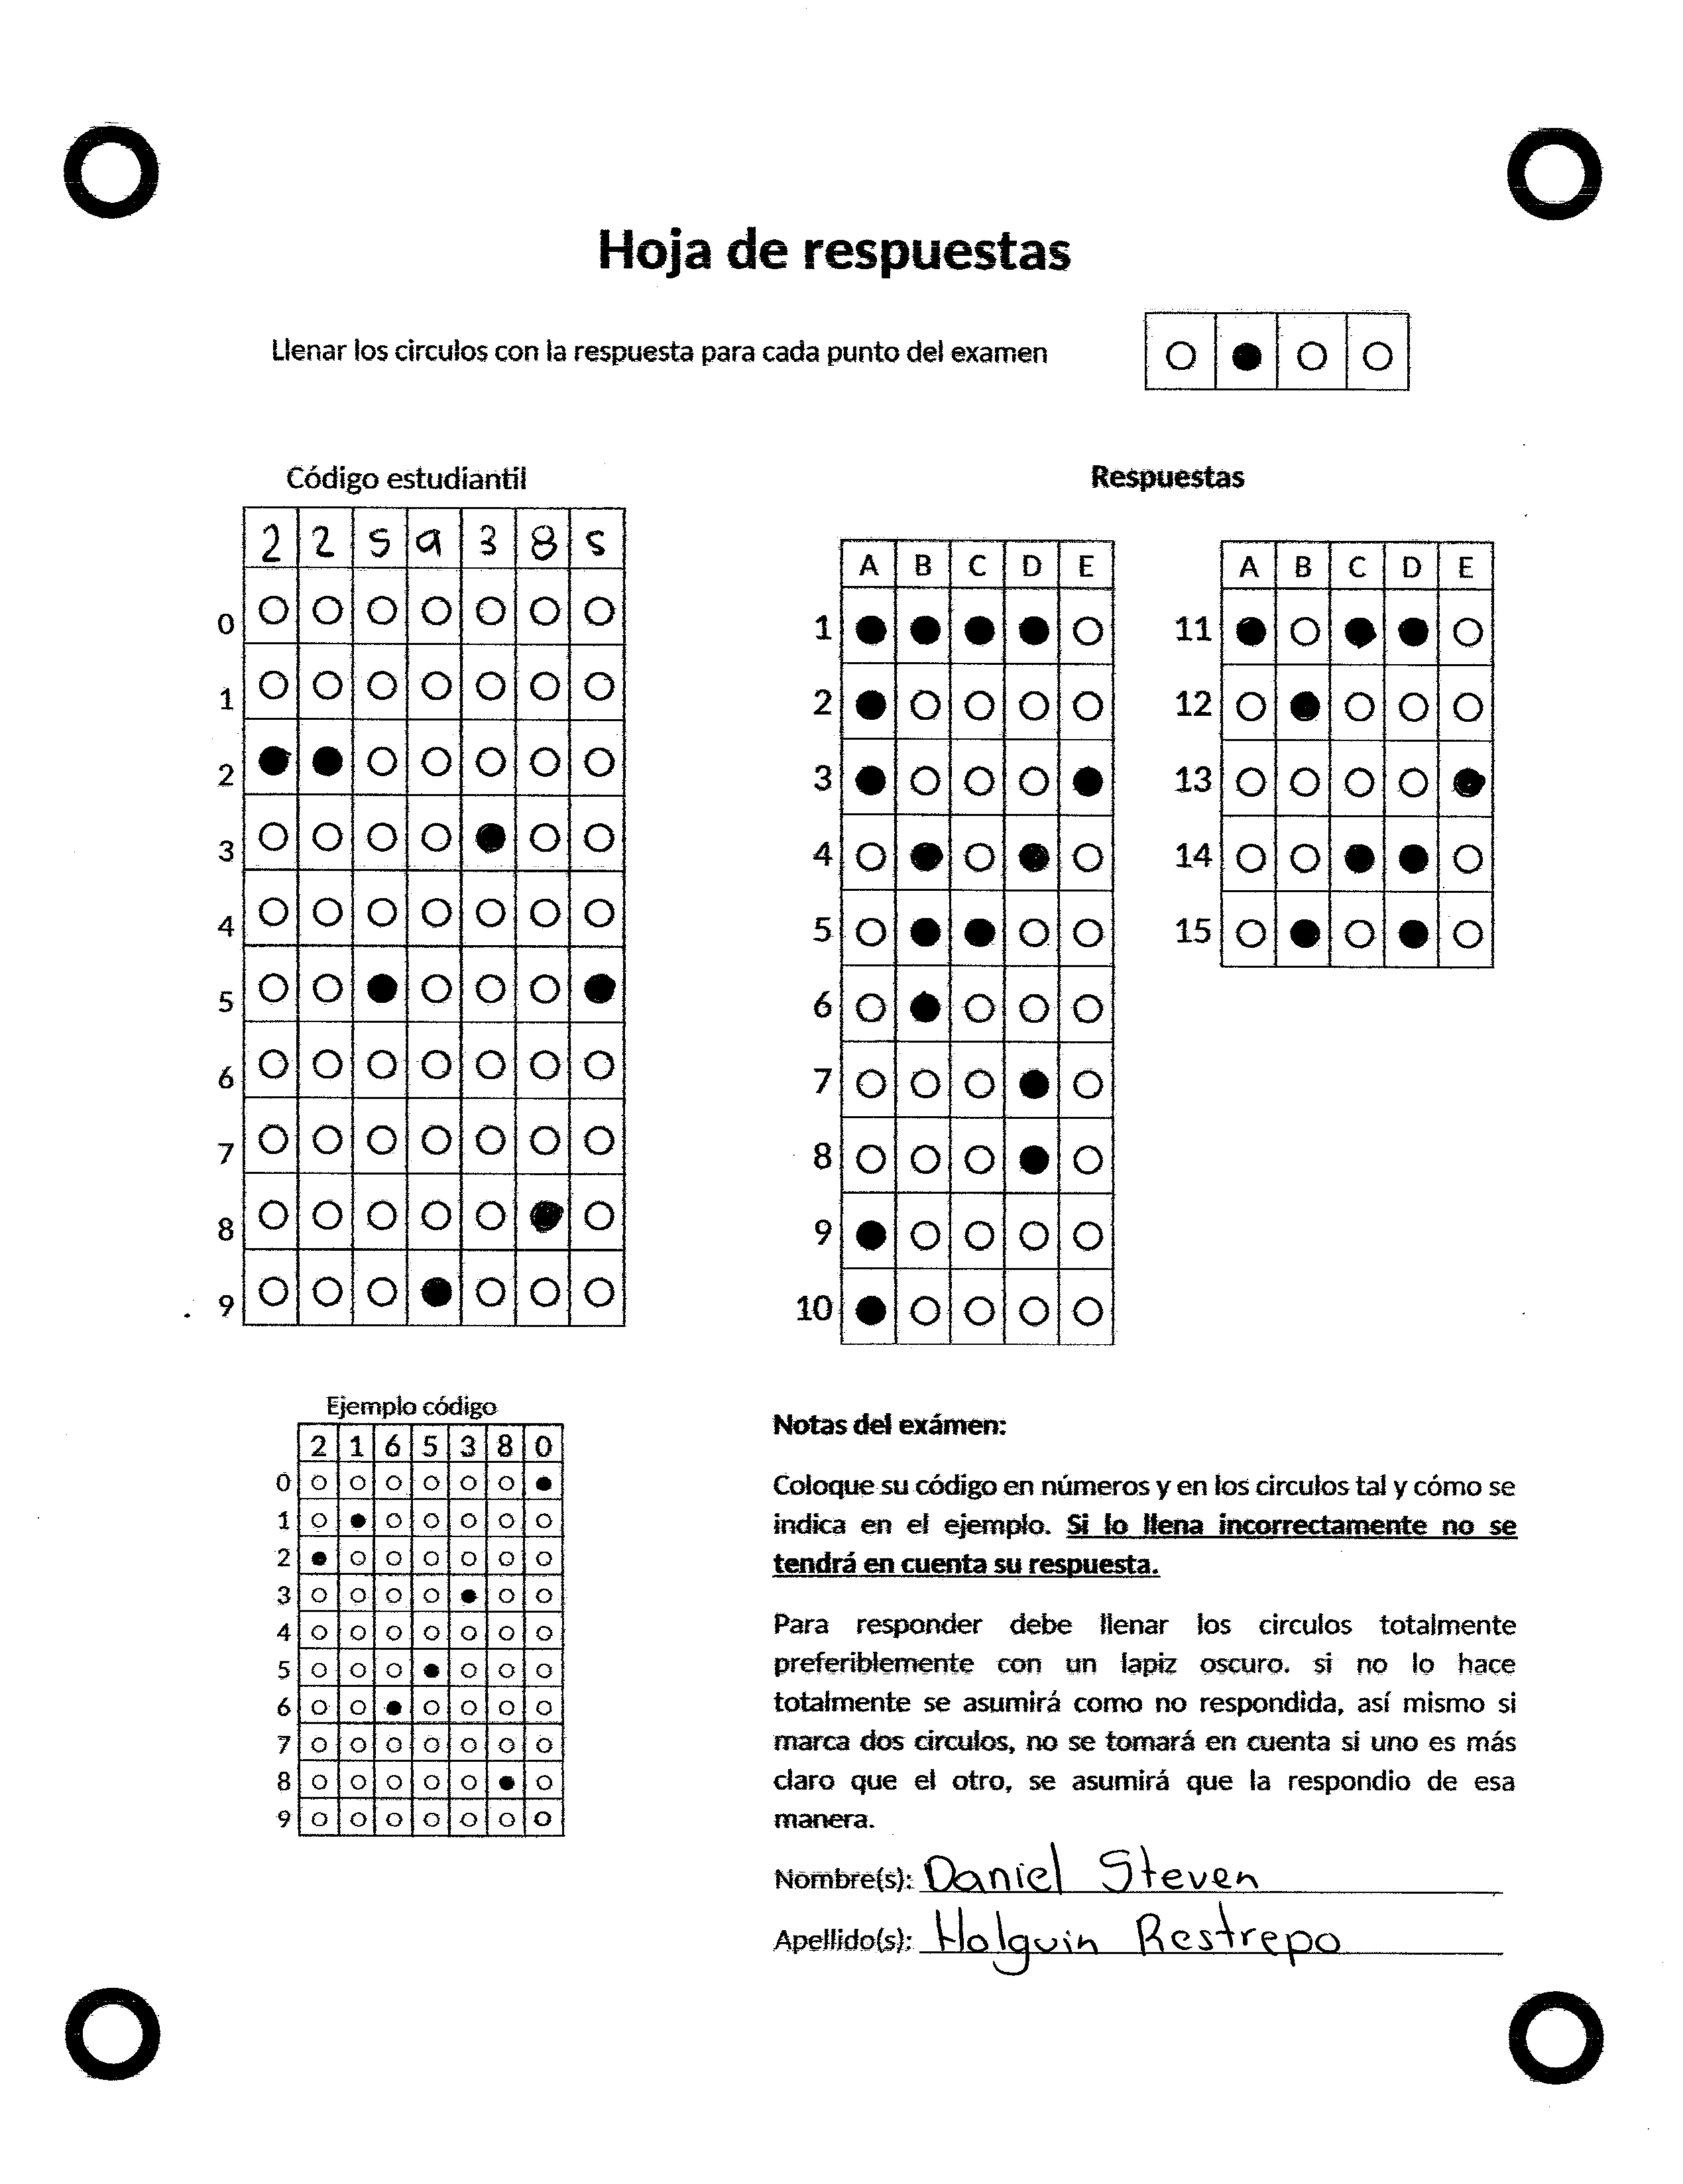 Hoja de respuestas
Llenar los circulos con la respuesta para cada punto del examen
Código estudiantil
2 2 5 9 3 8 5
0
1
2
3
4
5
6
7
8
9
Respuestas
A B C D E
1
2
3
4
5
6
7
8
9
10
A B C D E
11
12
13
14
15
Ejemplo código
2 1 6 5 3 8 0
0
1
2
3
4
5
6
7
8
9
Notas del exámen:
Coloque su código en números y en los circulos tal y cómo se
indica en el ejemplo. Si lo llena incorrectamente no se
tendrá en cuenta su respuesta.
Para responder debe llenar los circulos totalmente
preferiblemente con un lapiz oscuro. si no lo hace
totalmente se asumirá como no respondida, así mismo si
marca dos circulos, no se tomará en cuenta si uno es más
claro que el otro, se asumirá que la respondio de esa
manera.
Nombre(s): Daniel Steven
Apellido(s): Holguin Restrepo